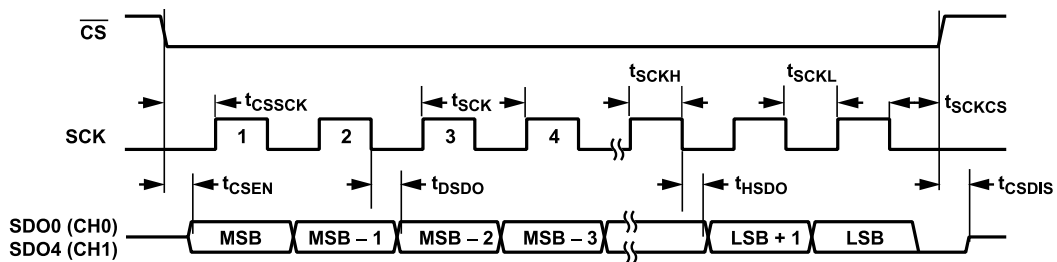 CS
tSCKH tSCKL
tCSSCK tSCK tSCKCS
SCK 1 2 3 4
tCSEN tDSDO tHSDO tCSDIS
SDO0 (CH0)
SDO4 (CH1)
MSB MSB – 1 MSB – 2 MSB – 3 LSB + 1 LSB